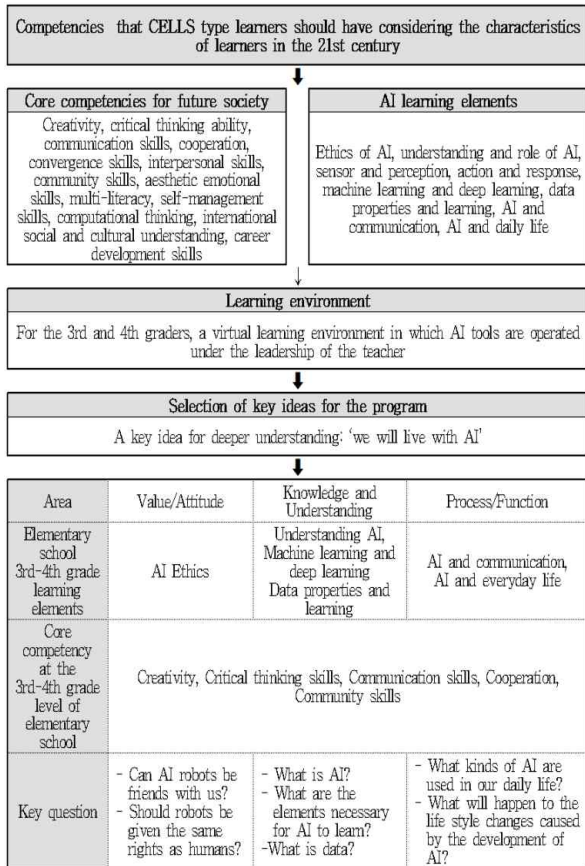 Competencies that CELLS type learners should have considering the characteristics
of learners in the 21st century
Core competencies for future society
Creativity, critical thinking ability,
communication skills, cooperation,
convergence skills, interpersonal skills,
community skills, aesthetic emotional
skills, multi-literacy, self-management
skills, computational thinking, international
social and cultural understanding, career
development skills
AI learning elements
Ethics of AI, understanding and role of AI,
sensor and perception, action and response,
machine learning and deep learning, data
properties and learning, AI and
communication, AI and daily life
Learning environment
For the 3rd and 4th graders, a virtual learning environment in which AI tools are operated
under the leadership of the teacher
Selection of key ideas for the program
A key idea for deeper understanding: ‘we will live with AI’
Area
Value/Attitude
Knowledge and
Understanding
Process/Function
Elementary
school
3rd-4th grade
learning
elements
AI Ethics
Understanding AI,
Machine learning and
deep learning
Data properties and
learning
AI and communication,
AI and everyday life
Core
competency
at the
3rd-4th grade
level of
elementary
school
Creativity, Critical thinking skills, Communication skills, Cooperation,
Community skills
Key question
- Can AI robots be
friends with us?
- Should robots be
given the same
rights as humans?
- What is AI?
- What are the
elements necessary
for AI to learn?
-What is data?
- What kinds of AI are
used in our daily life?
- What will happen to the
life style changes caused
by the development of
AI?